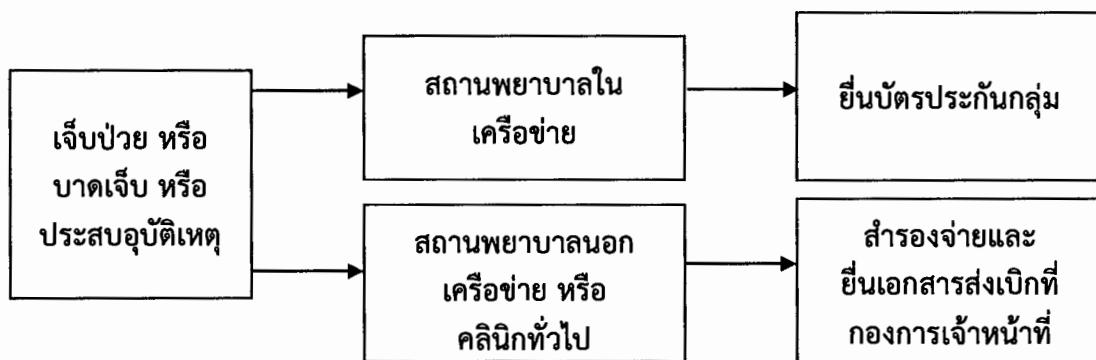 เจ็บป่วย หรือ
บาดเจ็บ หรือ
ประสบอุบัติเหตุ
สถานพยาบาลใน
เครือข่าย
ยื่นบัตรประกันกลุ่ม
สถานพยาบาลนอก
เครือข่าย หรือ
คลินิกทั่วไป
สำรองจ่ายและ
ยื่นเอกสารส่งเบิกที่
กองการเจ้าหน้าที่